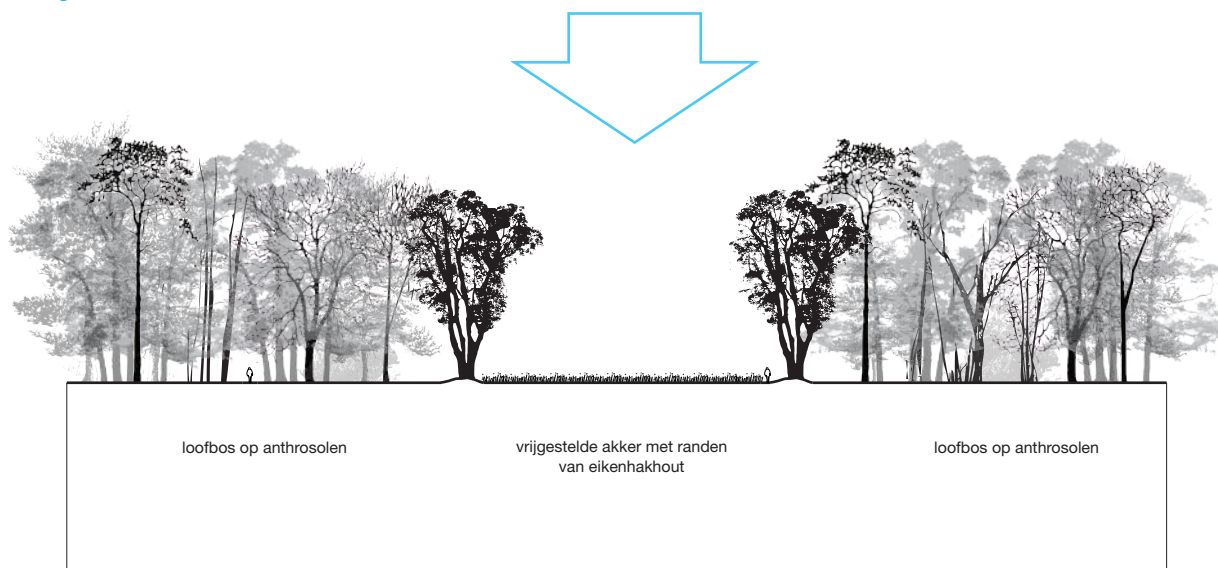 loofbos op anthrosolen
vrijgestelde akker met randen
van eikenhakhout
loofbos op anthrosolen